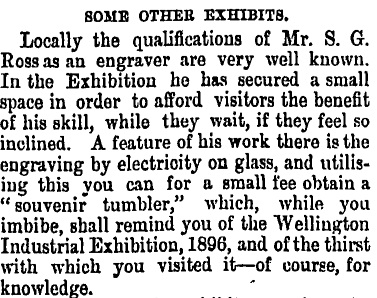 SOME OTHER EXHIBITS.
Locally the qualifications of Mr. S. G.
Ross as an engraver are very well known.
In the Exhibition he has secured a small
space in order to afford visitors the benefit
of his skill, while they wait, if they feel so
inclined. A feature of his work there is the
engraving by electricity on glass, and utilis-
ing this you can for a small fee obtain a
"souvenir tumbler," which, while you
imbibe, shall remind you of the Wellington
Industrial Exhibition, 1896, and of the thirst
with which you visited it—of course, for
knowledge.